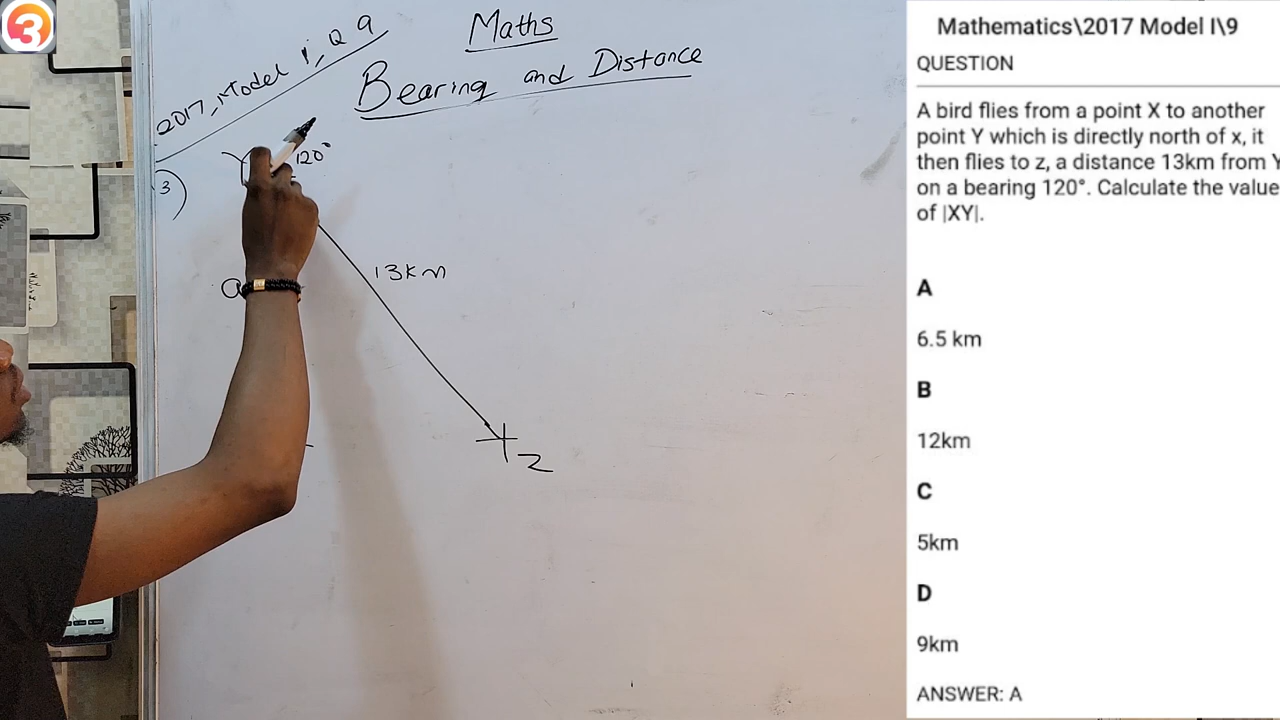 3
Maths
2017, Model 1, Q 9
Bearing and Distance
Y
120°
3
13km
a
Z
Mathematics\2017 Model I\9
QUESTION
A bird flies from a point X to another
point Y which is directly north of x, it
then flies to z, a distance 13km from Y
on a bearing 120°. Calculate the value
of |XY|.
A
6.5 km
B
12km
C
5km
D
9km
ANSWER: A